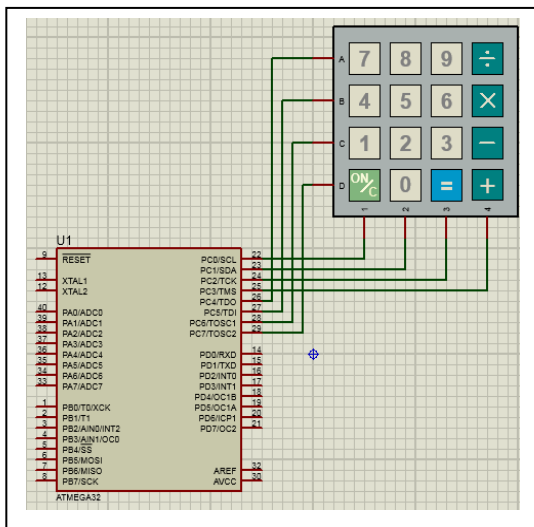 A 7 8 9 ÷
B 4 5 6 ×
C 1 2 3 −
D ON/C 0 = +
1 2 3 4
U1
9 RESET PC0/SCL 22
PC1/SDA 23
13 XTAL1 PC2/TCK 24
12 XTAL2 PC3/TMS 25
PC4/TDO 26
40 PA0/ADC0 PC5/TDI 27
39 PA1/ADC1 PC6/TOSC1 28
38 PA2/ADC2 PC7/TOSC2 29
37 PA3/ADC3
36 PA4/ADC4 PD0/RXD 14
35 PA5/ADC5 PD1/TXD 15
34 PA6/ADC6 PD2/INT0 16
33 PA7/ADC7 PD3/INT1 17
PD4/OC1B 18
1 PB0/T0/XCK PD5/OC1A 19
2 PB1/T1 PD6/ICP1 20
3 PB2/AIN0/INT2 PD7/OC2 21
4 PB3/AIN1/OC0
5 PB4/SS
6 PB5/MOSI
7 PB6/MISO AREF 32
8 PB7/SCK AVCC 30
ATMEGA32